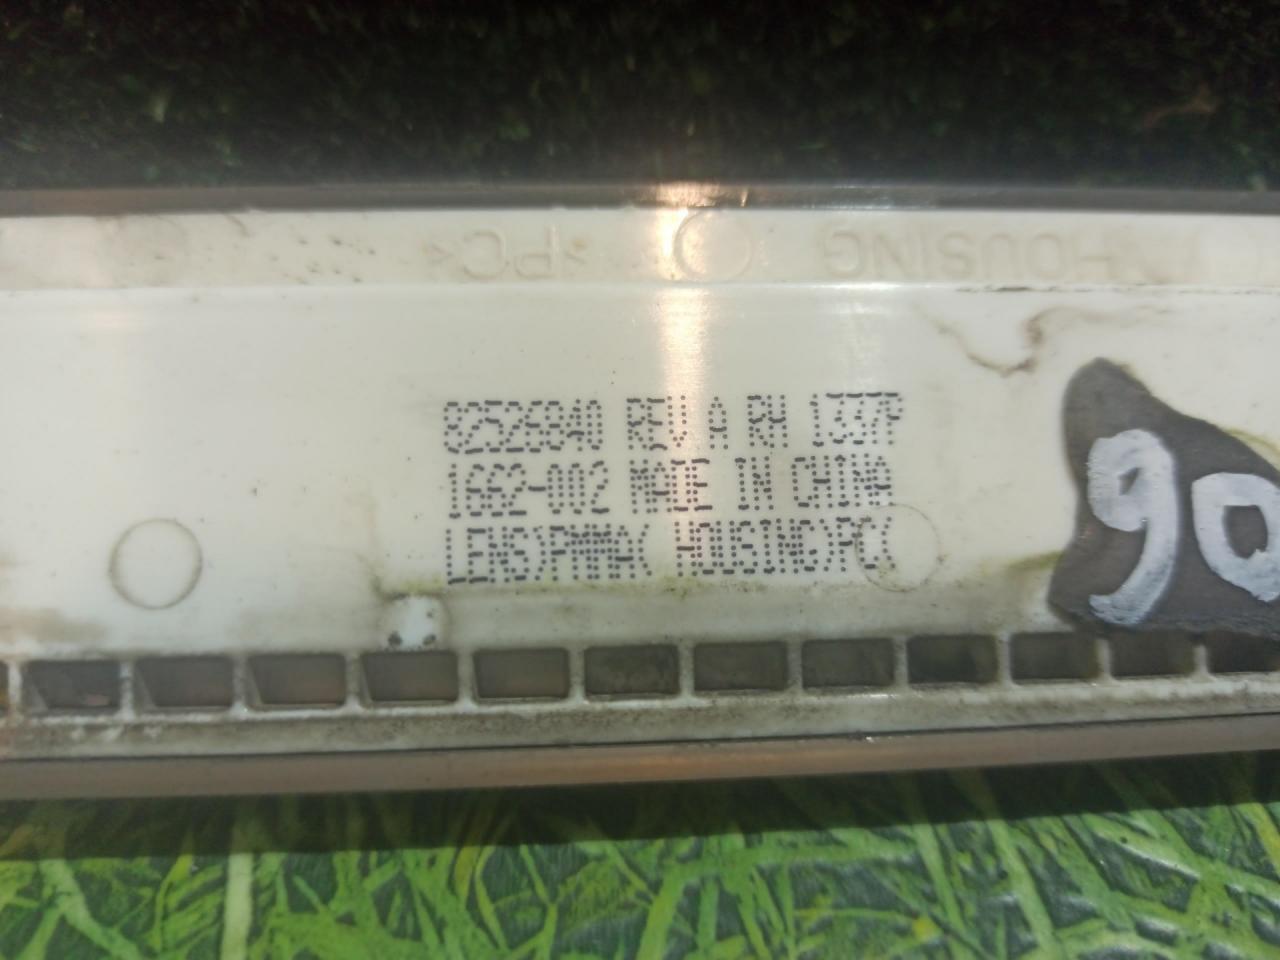 HOUSING >PC<
82526840 REV A RH 1337P
1662-002 MADE IN CHINA
LENS)PMMA( HOUSING)PC(
90